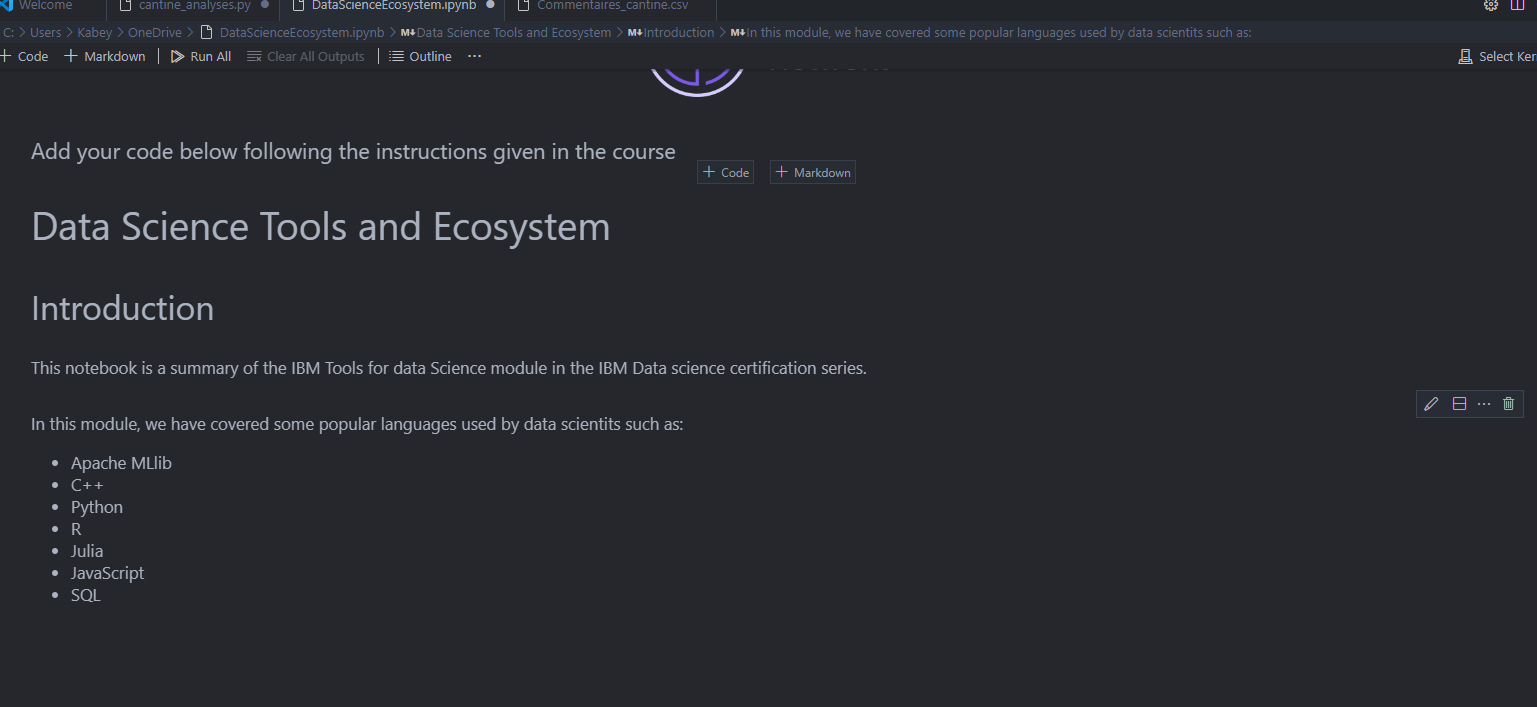 Welcome cantine_analyses.py DataScienceEcosystem.ipynb Commentaires_cantine.csv
C: > Users > Kabey > OneDrive > DataScienceEcosystem.ipynb > M↓Data Science Tools and Ecosystem > M↓Introduction > M↓In this module, we have covered some popular languages used by data scientits such as:
+ Code + Markdown Run All Clear All Outputs Outline ··· Select Ker
Add your code below following the instructions given in the course
+ Code + Markdown
Data Science Tools and Ecosystem
Introduction
This notebook is a summary of the IBM Tools for data Science module in the IBM Data science certification series.
In this module, we have covered some popular languages used by data scientits such as:
• Apache MLlib
• C++
• Python
• R
• Julia
• JavaScript
• SQL